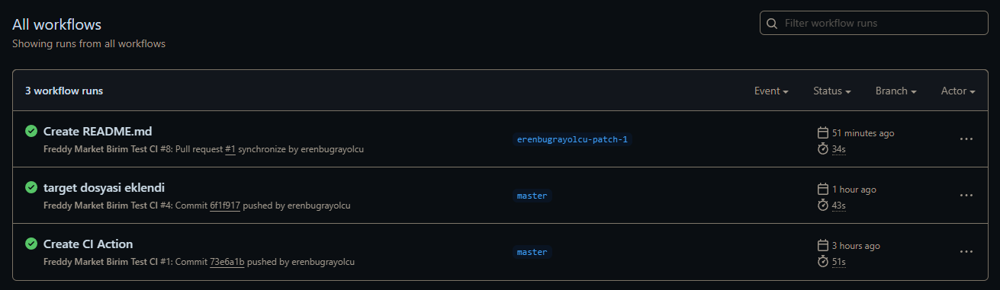 All workflows
Filter workflow runs
Showing runs from all workflows
3 workflow runs
Event
Status
Branch
Actor
Create README.md
Freddy Market Birim Test CI #8: Pull request #1 synchronize by erenbugrayolcu
erenbugrayolcu-patch-1
51 minutes ago
34s
target dosyasi eklendi
Freddy Market Birim Test CI #4: Commit 6f1f917 pushed by erenbugrayolcu
master
1 hour ago
43s
Create CI Action
Freddy Market Birim Test CI #1: Commit 73e6a1b pushed by erenbugrayolcu
master
3 hours ago
51s